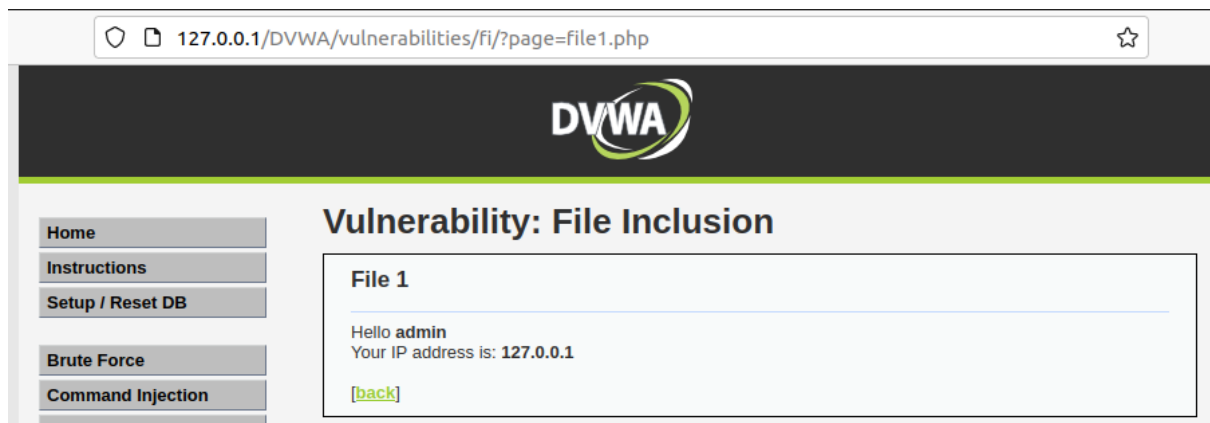 127.0.0.1/DVWA/vulnerabilities/fi/?page=file1.php
DVWA
Home
Instructions
Setup / Reset DB
Brute Force
Command Injection
Vulnerability: File Inclusion
File 1
Hello admin
Your IP address is: 127.0.0.1
[back]